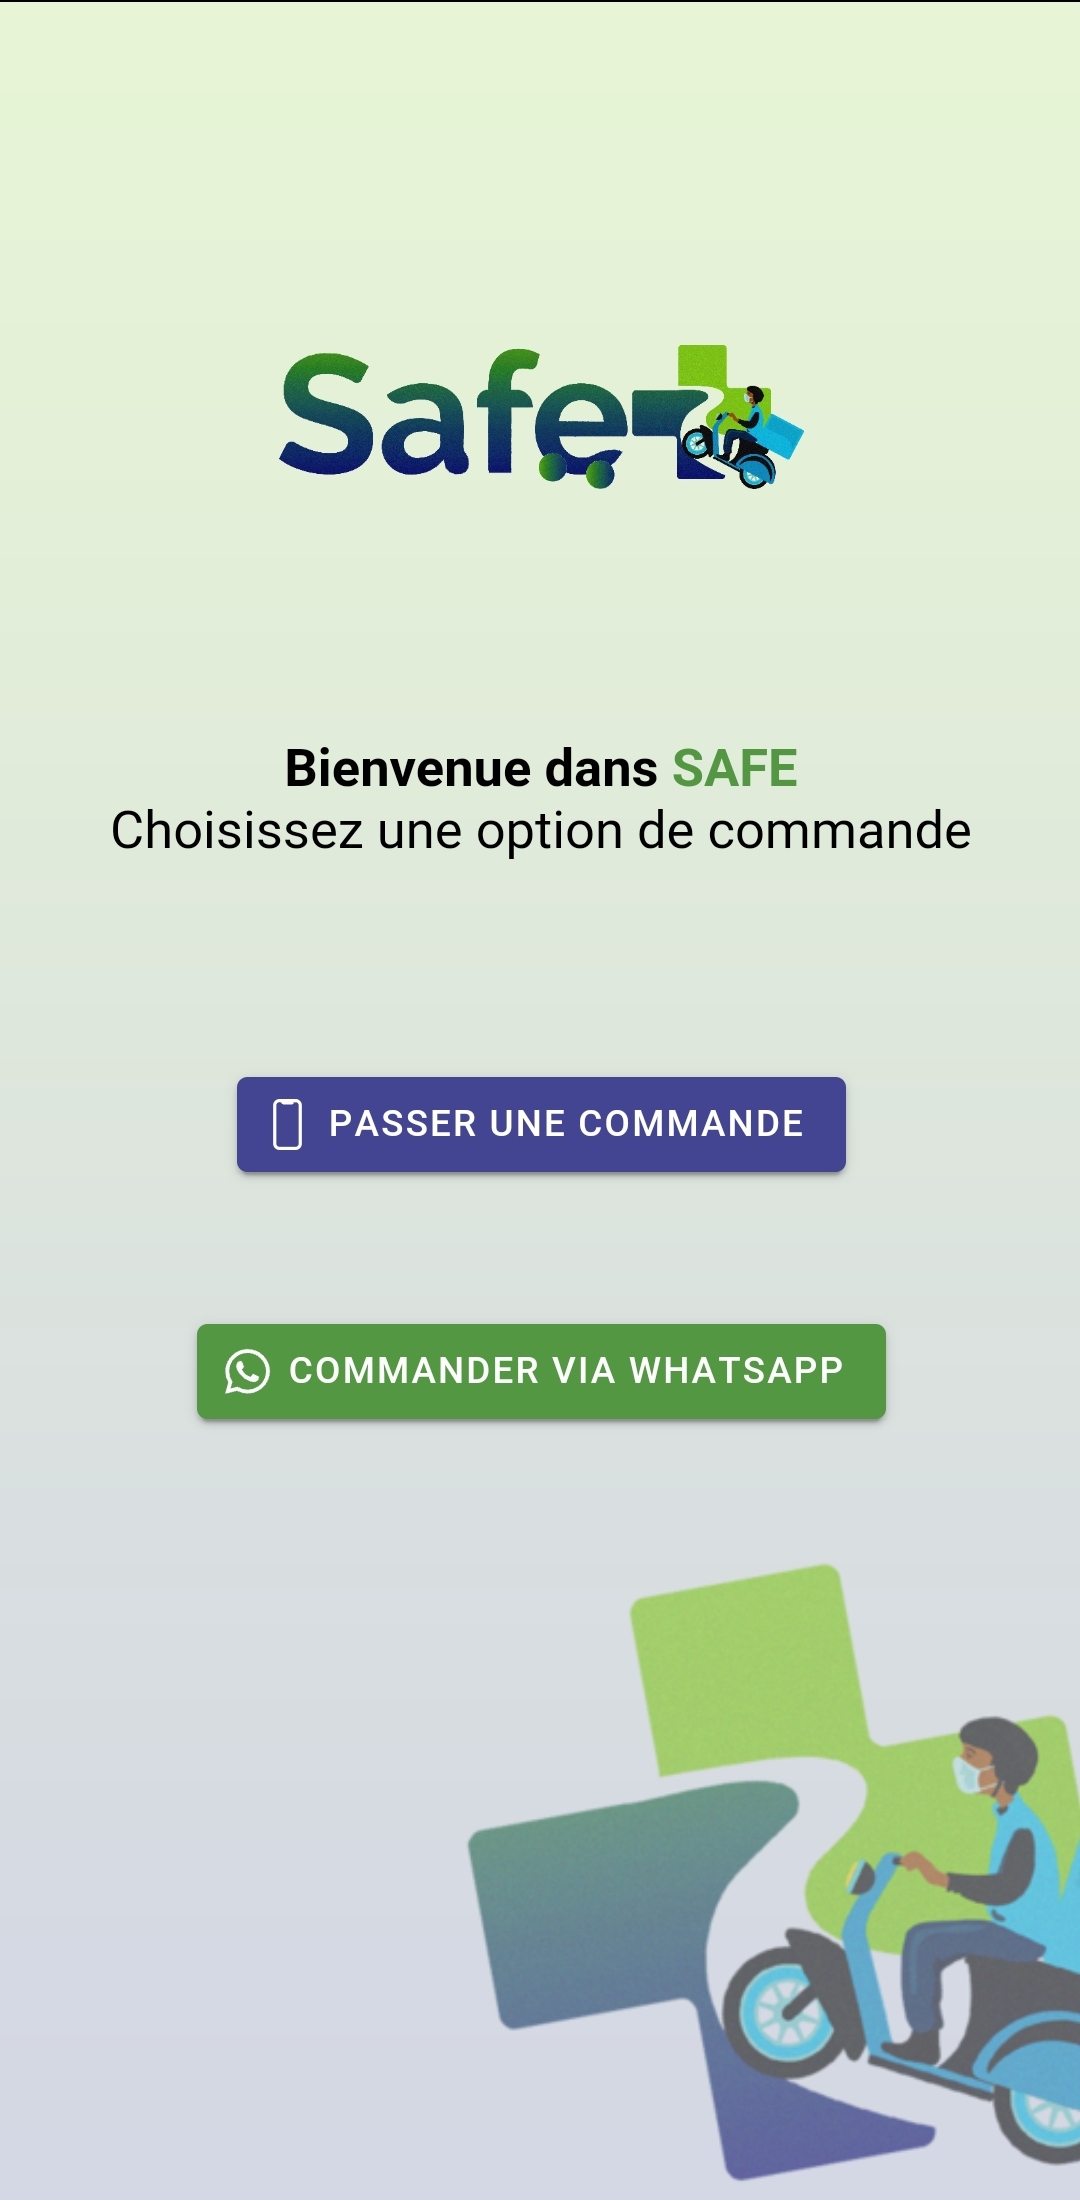 Safe
Bienvenue dans SAFE
Choisissez une option de commande
PASSER UNE COMMANDE
COMMANDER VIA WHATSAPP